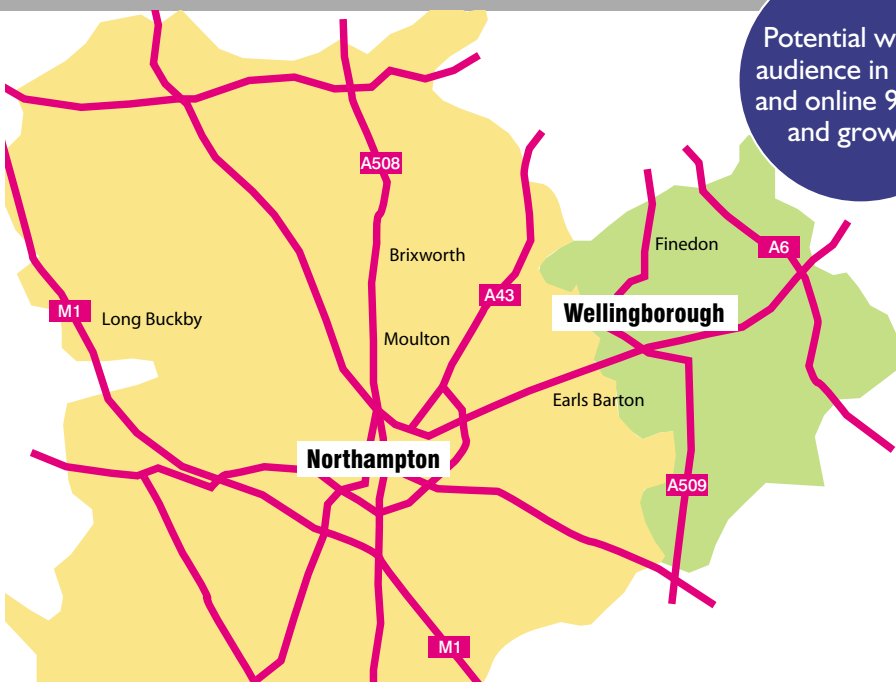 Potential w
audience in
and online 9
and grow
A508
Brixworth
Finedon
A6
A43
M1
Long Buckby
Wellingborough
Moulton
Earls Barton
Northampton
A509
M1